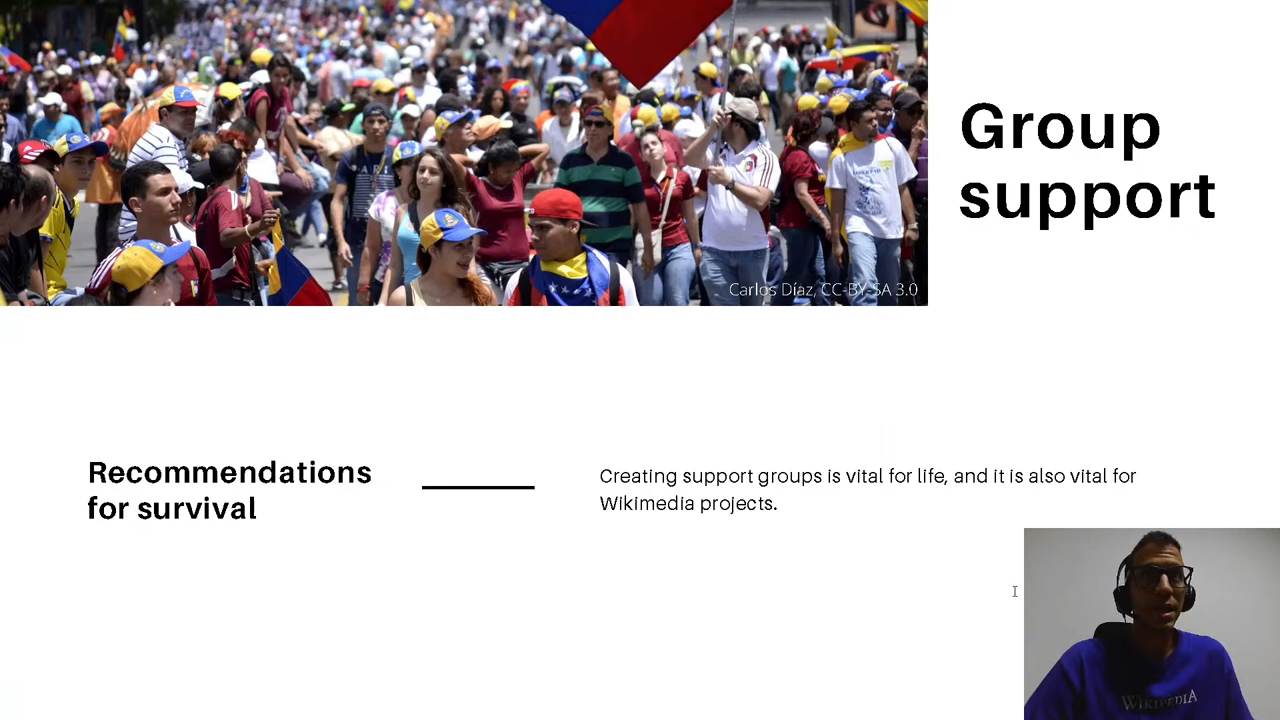 Group
support
Carlos Díaz, CC-BY-SA 3.0
Recommendations
for survival
Creating support groups is vital for life, and it is also vital for
Wikimedia projects.
WIKIPEDIA